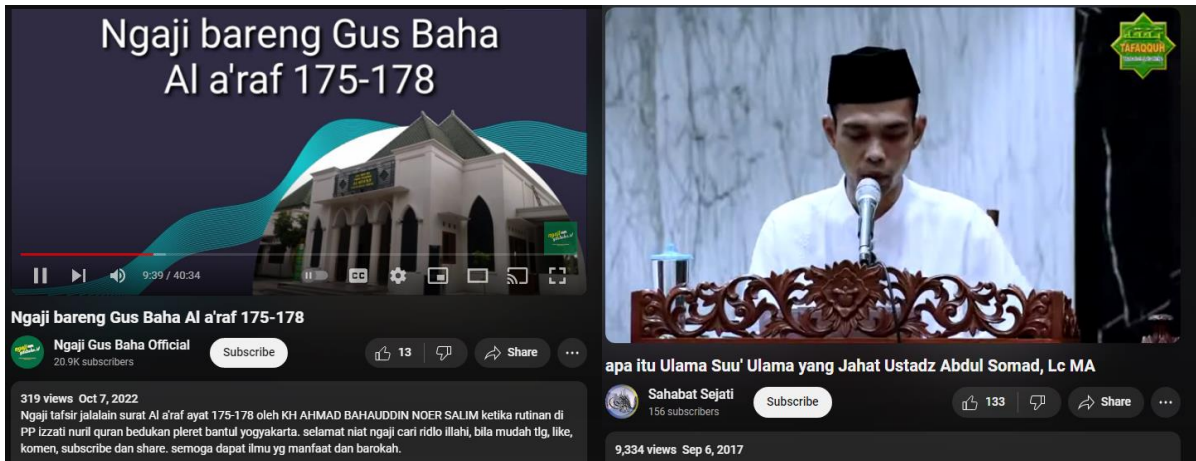 Ngaji bareng Gus Baha
Al a'raf 175-178
9:39 / 40:34
CC
Ngaji bareng Gus Baha Al a'raf 175-178
Ngaji Gus Baha Official
20.9K subscribers
Subscribe
13
Share
319 views Oct 7, 2022
Ngaji tafsir jalalain surat Al a'raf ayat 175-178 oleh KH AHMAD BAHAUDDIN NOER SALIM ketika rutinan di
PP izzati nuril quran bedukan pleret bantul yogyakarta. selamat niat ngaji cari ridlo illahi, bila mudah tlg, like,
komen, subscribe dan share. semoga dapat ilmu yg manfaat dan barokah.
TAFAQQUH
apa itu Ulama Suu' Ulama yang Jahat Ustadz Abdul Somad, Lc MA
Sahabat Sejati
156 subscribers
Subscribe
133
Share
9,334 views Sep 6, 2017